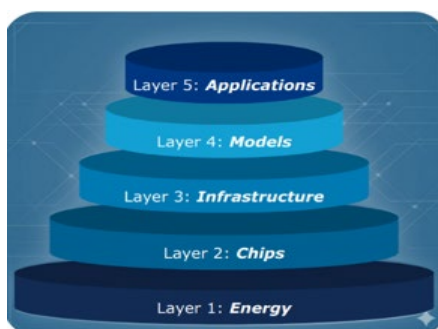 Layer 5: Applications
Layer 4: Models
Layer 3: Infrastructure
Layer 2: Chips
Layer 1: Energy